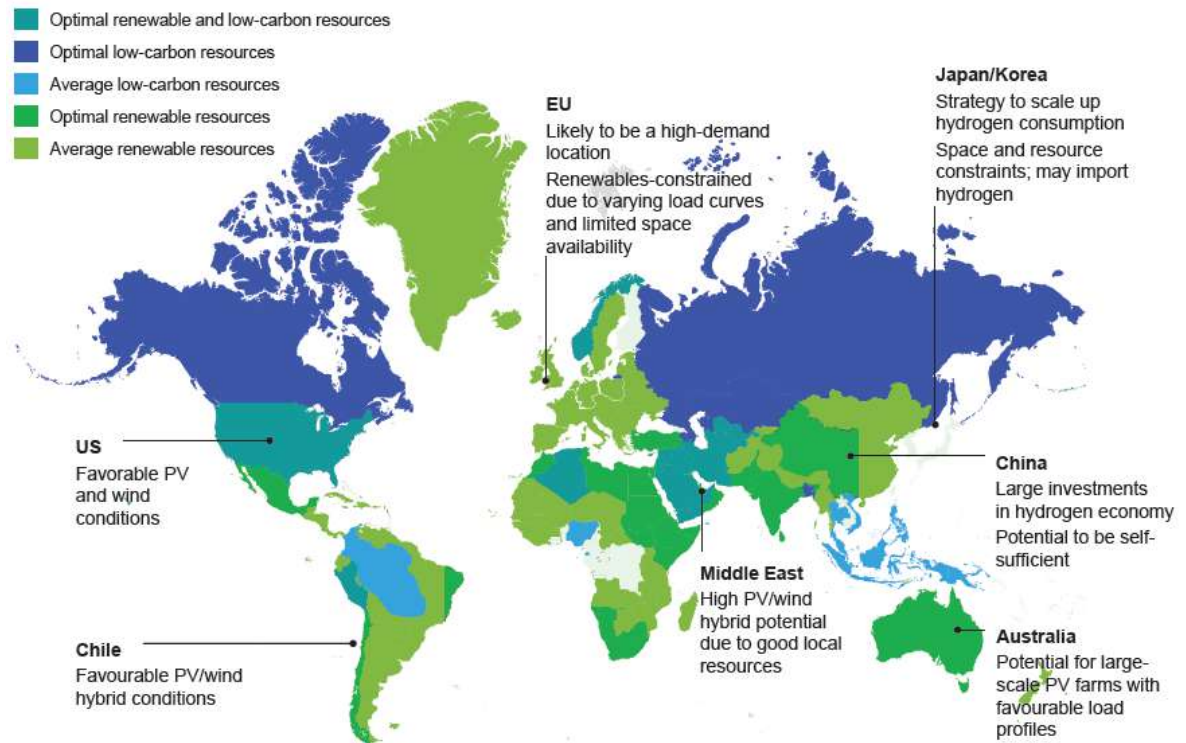 Optimal renewable and low-carbon resources
Optimal low-carbon resources
Average low-carbon resources
Optimal renewable resources
Average renewable resources
EU
Likely to be a high-demand
location
Renewables-constrained
due to varying load curves
and limited space
availability
Japan/Korea
Strategy to scale up
hydrogen consumption
Space and resource
constraints; may import
hydrogen
US
Favorable PV
and wind
conditions
China
Large investments
in hydrogen economy
Potential to be self-
sufficient
Middle East
High PV/wind
hybrid potential
due to good local
resources
Chile
Favourable PV/wind
hybrid conditions
Australia
Potential for large-
scale PV farms with
favourable load
profiles